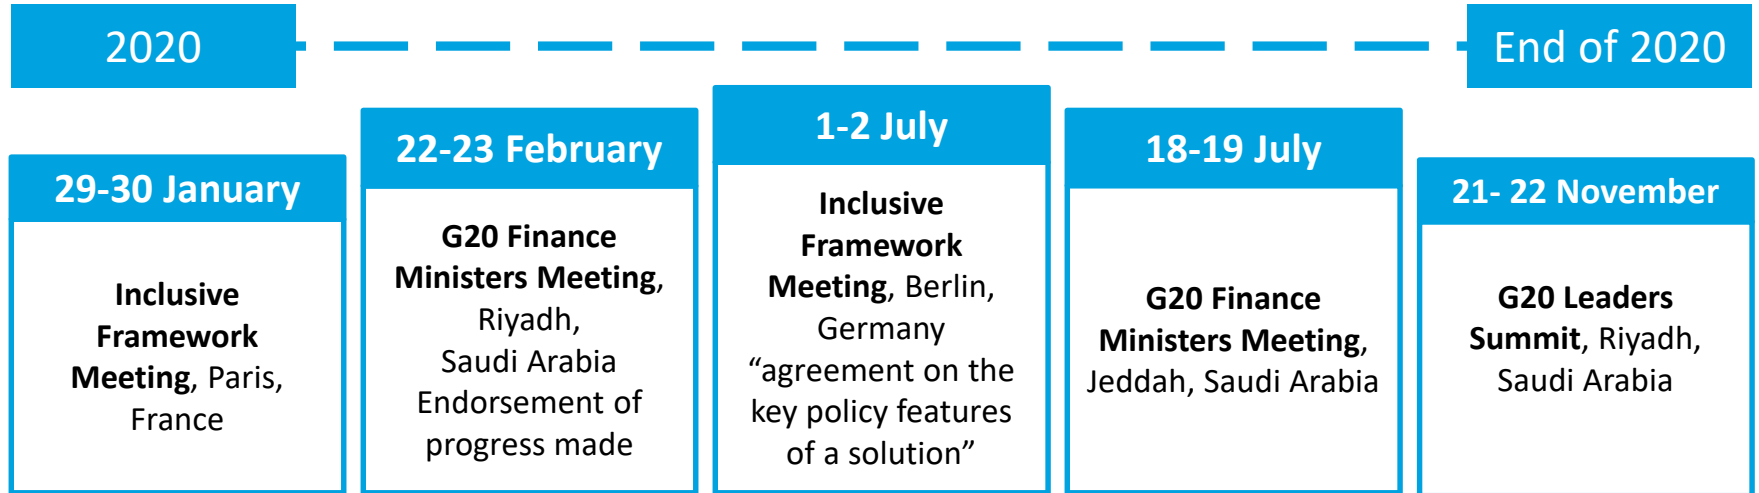 2020
End of 2020
29-30 January
Inclusive
Framework
Meeting, Paris,
France
22-23 February
G20 Finance
Ministers Meeting,
Riyadh,
Saudi Arabia
Endorsement of
progress made
1-2 July
Inclusive
Framework
Meeting, Berlin,
Germany
“agreement on the
key policy features
of a solution”
18-19 July
G20 Finance
Ministers Meeting,
Jeddah, Saudi Arabia
21- 22 November
G20 Leaders
Summit, Riyadh,
Saudi Arabia